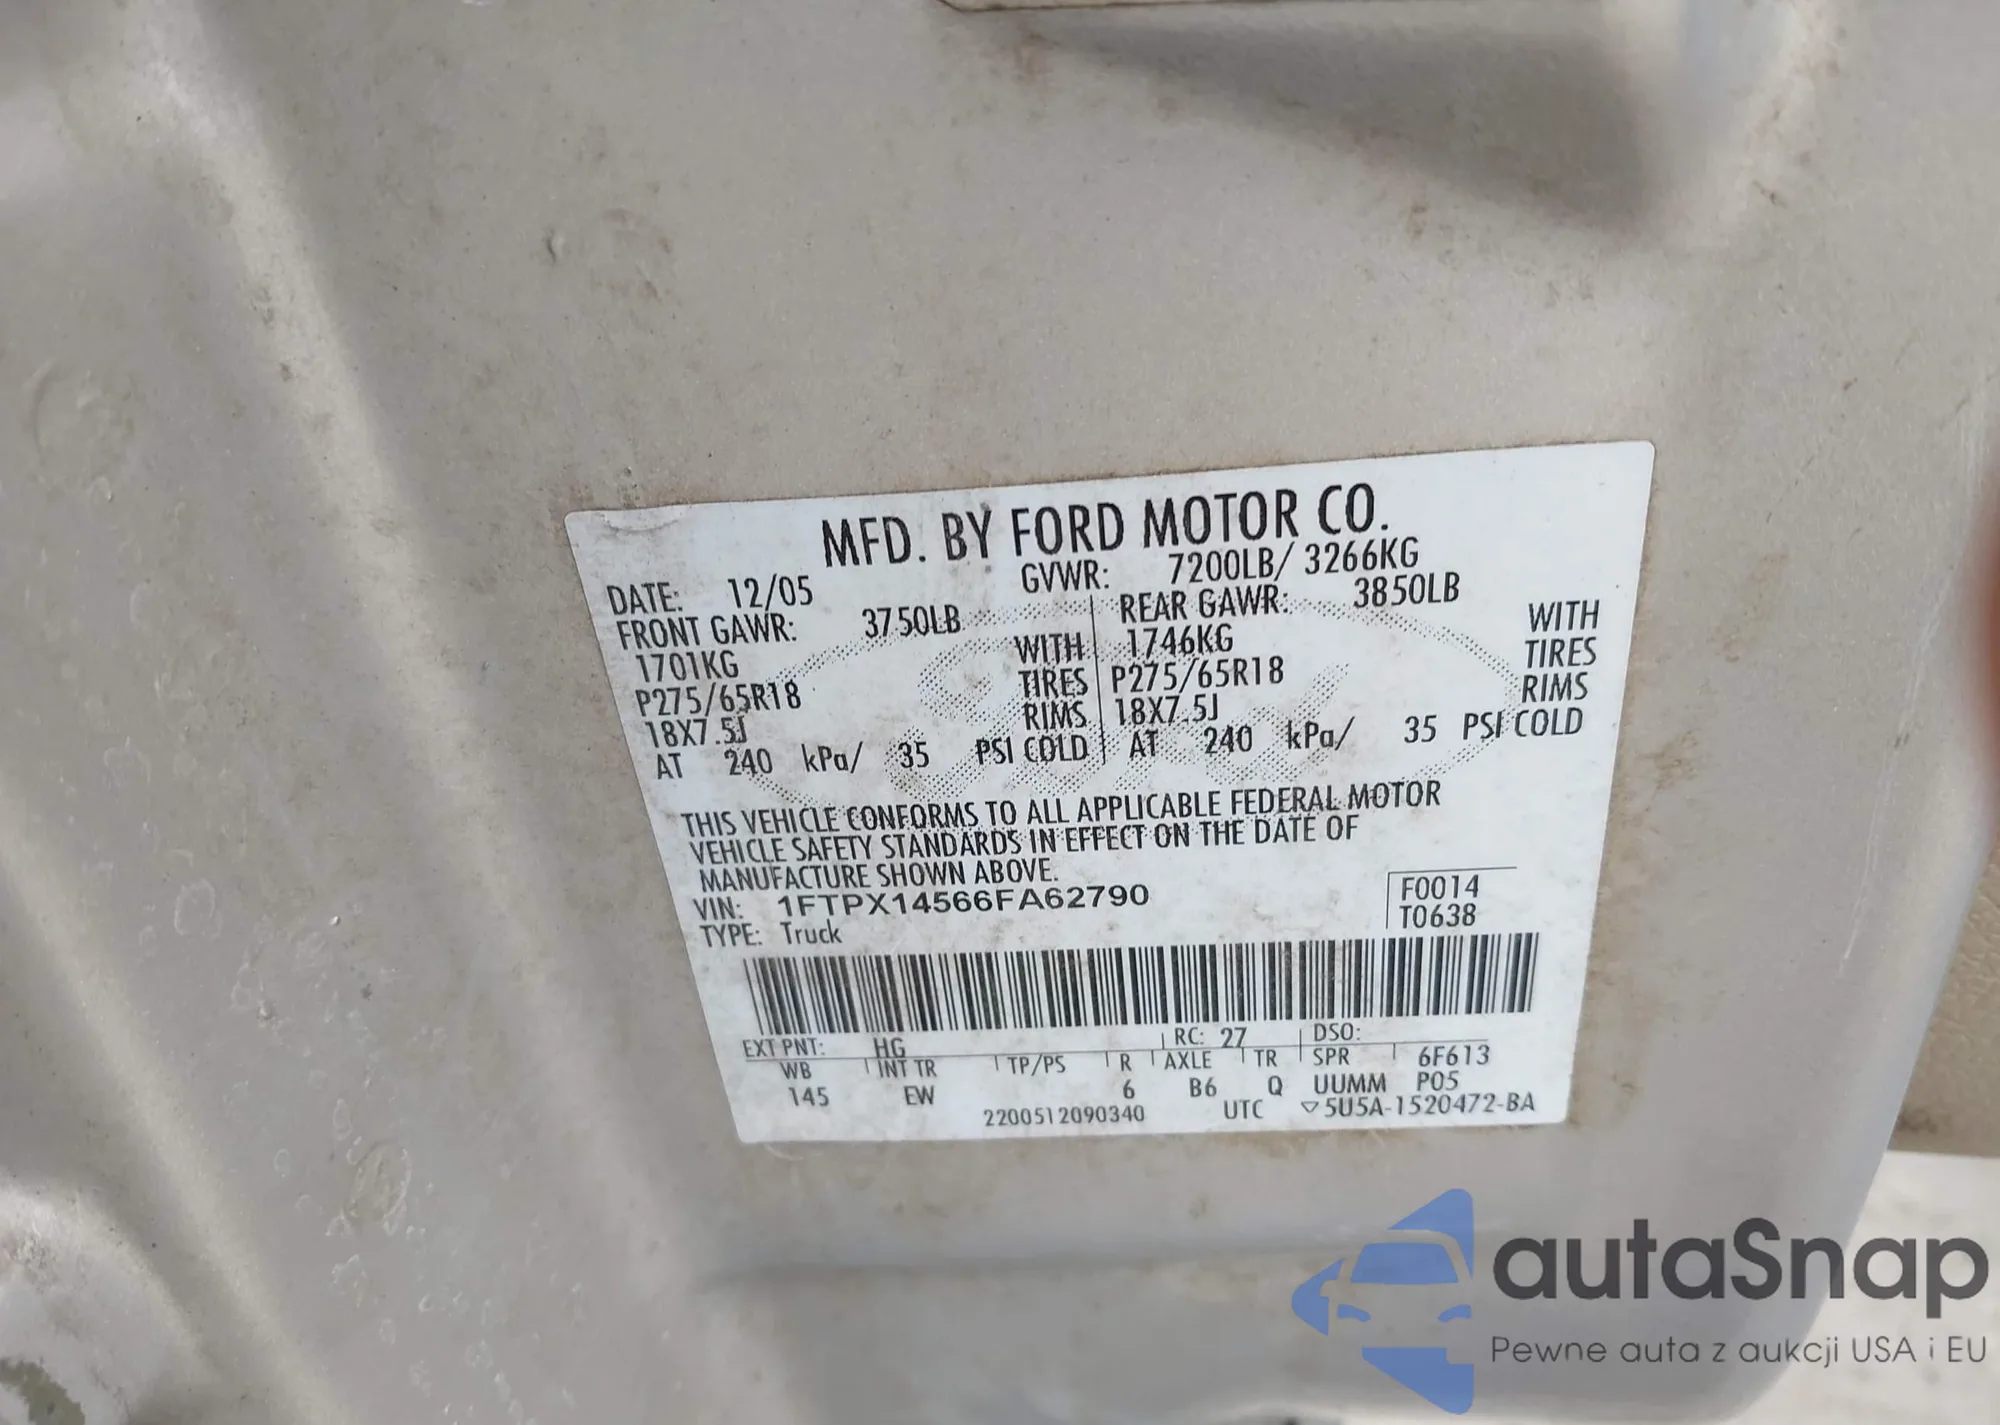 MFD. BY FORD MOTOR CO.
DATE: 12/05 GVWR: 7200LB/ 3266KG
FRONT GAWR: 3750LB REAR GAWR: 3850LB
1701KG WITH 1746KG WITH
P275/65R18 TIRES P275/65R18 TIRES
18X7.5J RIMS 18X7.5J RIMS
AT 240 kPa/ 35 PSI COLD AT 240 kPa/ 35 PSI COLD
THIS VEHICLE CONFORMS TO ALL APPLICABLE FEDERAL MOTOR
VEHICLE SAFETY STANDARDS IN EFFECT ON THE DATE OF
MANUFACTURE SHOWN ABOVE.
VIN: 1FTPX14566FA62790 F0014
TYPE: Truck T0638
EXT PNT: HG RC: 27 DSO:
WB INT TR TP/PS R AXLE TR SPR 6F613
145 EW 6 B6 Q UUMM P05
2200512090340 UTC ▽5U5A-1520472-BA
autaSnap
Pewne auta z aukcji USA i EU